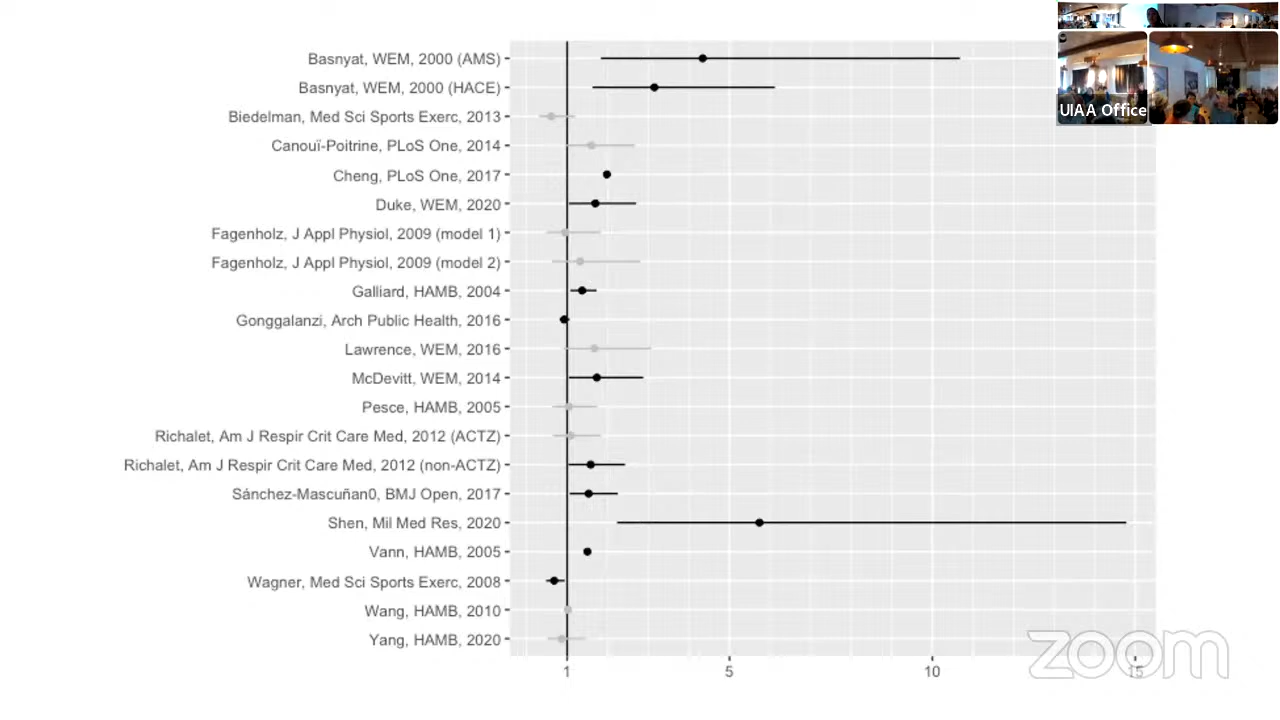 Basnyat, WEM, 2000 (AMS)
Basnyat, WEM, 2000 (HACE)
Biedelman, Med Sci Sports Exerc, 2013
Canouï-Poitrine, PLoS One, 2014
Cheng, PLoS One, 2017
Duke, WEM, 2020
Fagenholz, J Appl Physiol, 2009 (model 1)
Fagenholz, J Appl Physiol, 2009 (model 2)
Galliard, HAMB, 2004
Gonggalanzi, Arch Public Health, 2016
Lawrence, WEM, 2016
McDevitt, WEM, 2014
Pesce, HAMB, 2005
Richalet, Am J Respir Crit Care Med, 2012 (ACTZ)
Richalet, Am J Respir Crit Care Med, 2012 (non-ACTZ)
Sánchez-Mascuñan0, BMJ Open, 2017
Shen, Mil Med Res, 2020
Vann, HAMB, 2005
Wagner, Med Sci Sports Exerc, 2008
Wang, HAMB, 2010
Yang, HAMB, 2020
1 5 10 15
UIAA Office
zoom